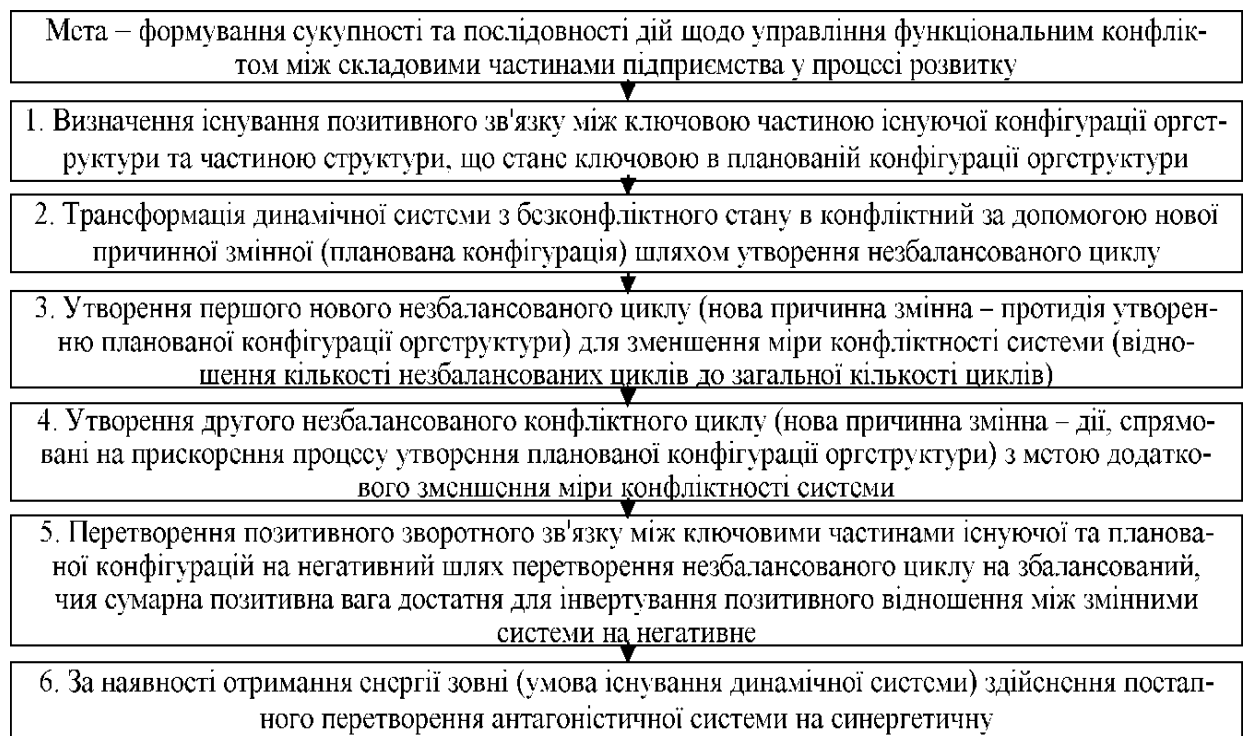 Мета – формування сукупності та послідовності дій щодо управління функціональним конфлік-
том між складовими частинами підприємства у процесі розвитку
1. Визначення існування позитивного зв'язку між ключовою частиною існуючої конфігурації оргст-
руктури та частиною структури, що стане ключовою в планованій конфігурації оргструктури
2. Трансформація динамічної системи з безконфліктного стану в конфліктний за допомогою нової
причинної змінної (планована конфігурація) шляхом утворення незбалансованого циклу
3. Утворення першого нового незбалансованого циклу (нова причинна змінна – протидія утворен-
ню планованої конфігурації оргструктури) для зменшення міри конфліктності системи (відно-
шення кількості незбалансованих циклів до загальної кількості циклів)
4. Утворення другого незбалансованого конфліктного циклу (нова причинна змінна – дії, спрямо-
вані на прискорення процесу утворення планованої конфігурації оргструктури) з метою додатко-
вого зменшення міри конфліктності системи
5. Перетворення позитивного зворотного зв'язку між ключовими частинами існуючої та планова-
ної конфігурацій на негативний шлях перетворення незбалансованого циклу на збалансований,
чия сумарна позитивна вага достатня для інвертування позитивного відношення між змінними
системи на негативне
6. За наявності отримання енергії зовні (умова існування динамічної системи) здійснення постап-
ного перетворення антагоністичної системи на синергетичну